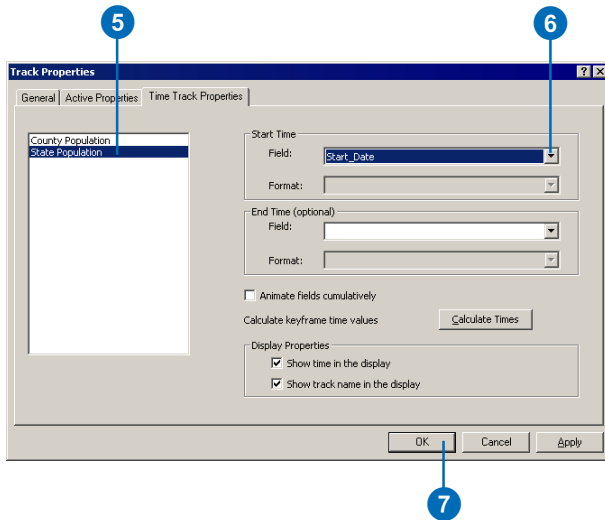 5
6
Track Properties
General
Active Properties
Time Track Properties
County Population
State Population
Start Time
Field:
Start_Date
Format:
End Time (optional)
Field:
Format:
Animate fields cumulatively
Calculate keyframe time values
Calculate Times
Display Properties
Show time in the display
Show track name in the display
OK
Cancel
Apply
7